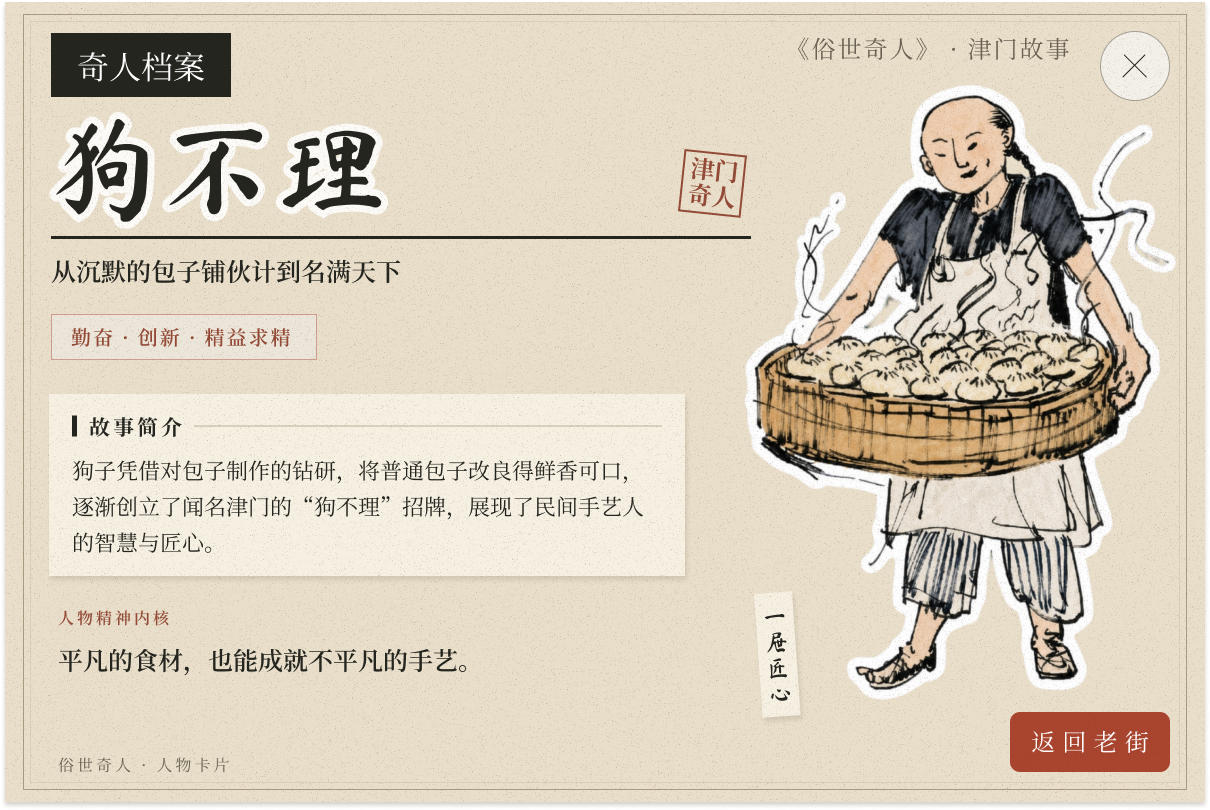 奇人档案
《俗世奇人》 · 津门故事
狗不理
津门
奇人
从沉默的包子铺伙计到名满天下
勤奋 · 创新 · 精益求精
故事简介
狗子凭借对包子制作的钻研，将普通包子改良得鲜香可口，
逐渐创立了闻名津门的“狗不理”招牌，展现了民间手艺人
的智慧与匠心。
人物精神内核
平凡的食材，也能成就不平凡的手艺。
一屉匠心
返回老街
俗世奇人 · 人物卡片